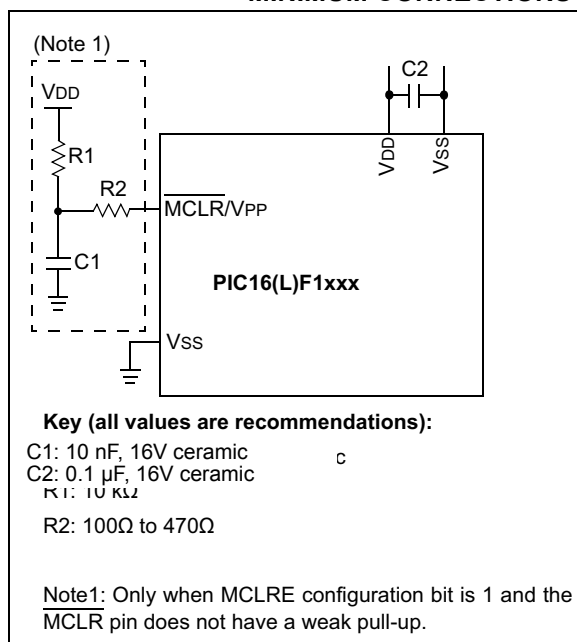 (Note 1)
C2
VDD
R1
VDD
VSS
R2
MCLR/VPP
C1
PIC16(L)F1xxx
VSS
Key (all values are recommendations):
C1: 10 nF, 16V ceramic
c
C2: 0.1 µF, 16V ceramic
R1: 10 kΩ
R2: 100Ω to 470Ω
Note1: Only when MCLRE configuration bit is 1 and the
MCLR pin does not have a weak pull-up.